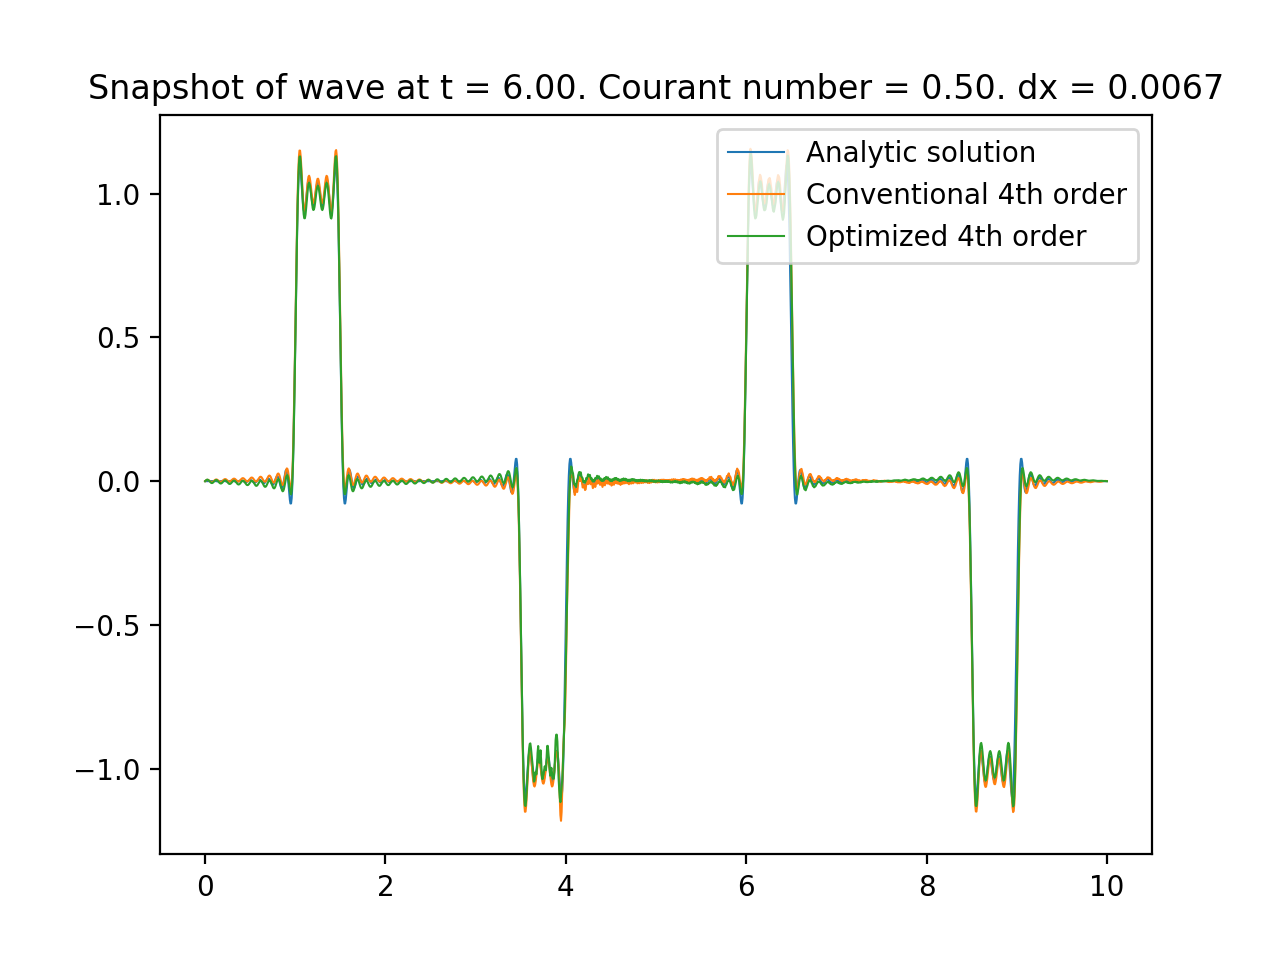 Snapshot of wave at t = 6.00. Courant number = 0.50. dx = 0.0067
Analytic solution
Conventional 4th order
Optimized 4th order
1.0
0.5
0.0
−0.5
−1.0
0 2 4 6 8 10